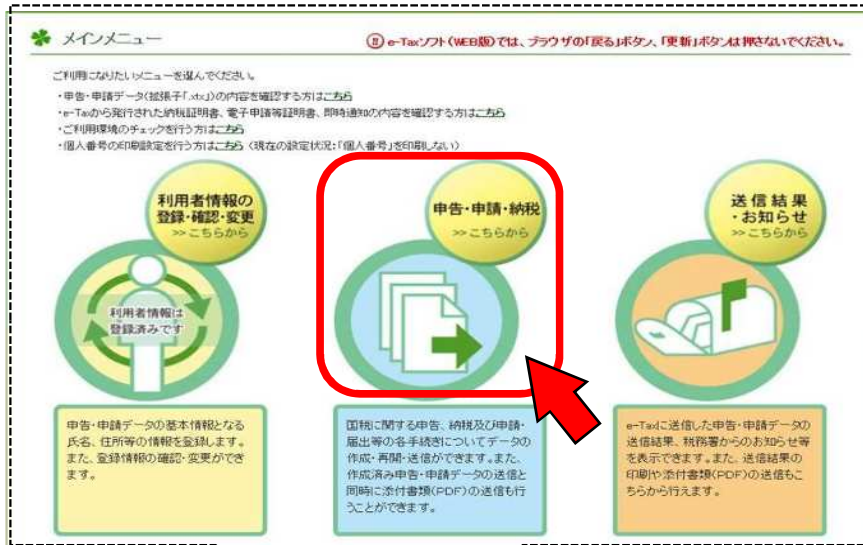 メインメニュー
e-Taxソフト(WEB版)では、ブラウザの「戻る」ボタン、「更新」ボタンは押さないでください。
ご利用になりたいメニューを選んでください。
・申告・申請データ(拡張子「.xtx」)の内容を確認する方はこちら
・e-Taxから発行された納税証明書、電子申請等証明書、即時通知の内容を確認する方はこちら
・ご利用環境のチェックを行う方はこちら
・個人番号の印刷設定を行う方はこちら (現在の設定状況:「個人番号」を印刷しない)
利用者情報の
登録・確認・変更
>>こちらから
利用者情報は
登録済みです
申告・申請データの基本情報となる
氏名、住所等の情報を登録します。
また、登録情報の確認・変更ができ
ます。
申告・申請・納税
>>こちらから
国税に関する申告、納税及び申請・
届出等の各手続きについてデータの
作成・再開・送信ができます。また、
作成済み申告・申請データの送信と
同時に添付書類(PDF)の送信も行
うことができます。
送信結果
・お知らせ
>>こちらから
e-Taxに送信した申告・申請データの
送信結果、税務署からのお知らせ等
を表示できます。また、送信結果の
印刷や添付書類(PDF)の送信もこ
ちらから行えます。